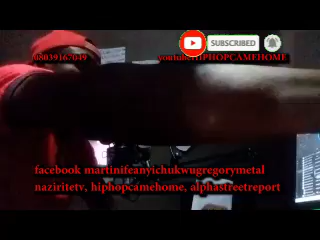 08039167049 youtube HIPHOPCAMEHOME
SUBSCRIBED
facebook martinifeanyichukwugregorymetal
naziritetv, hiphopcamehome, alphastreetreport